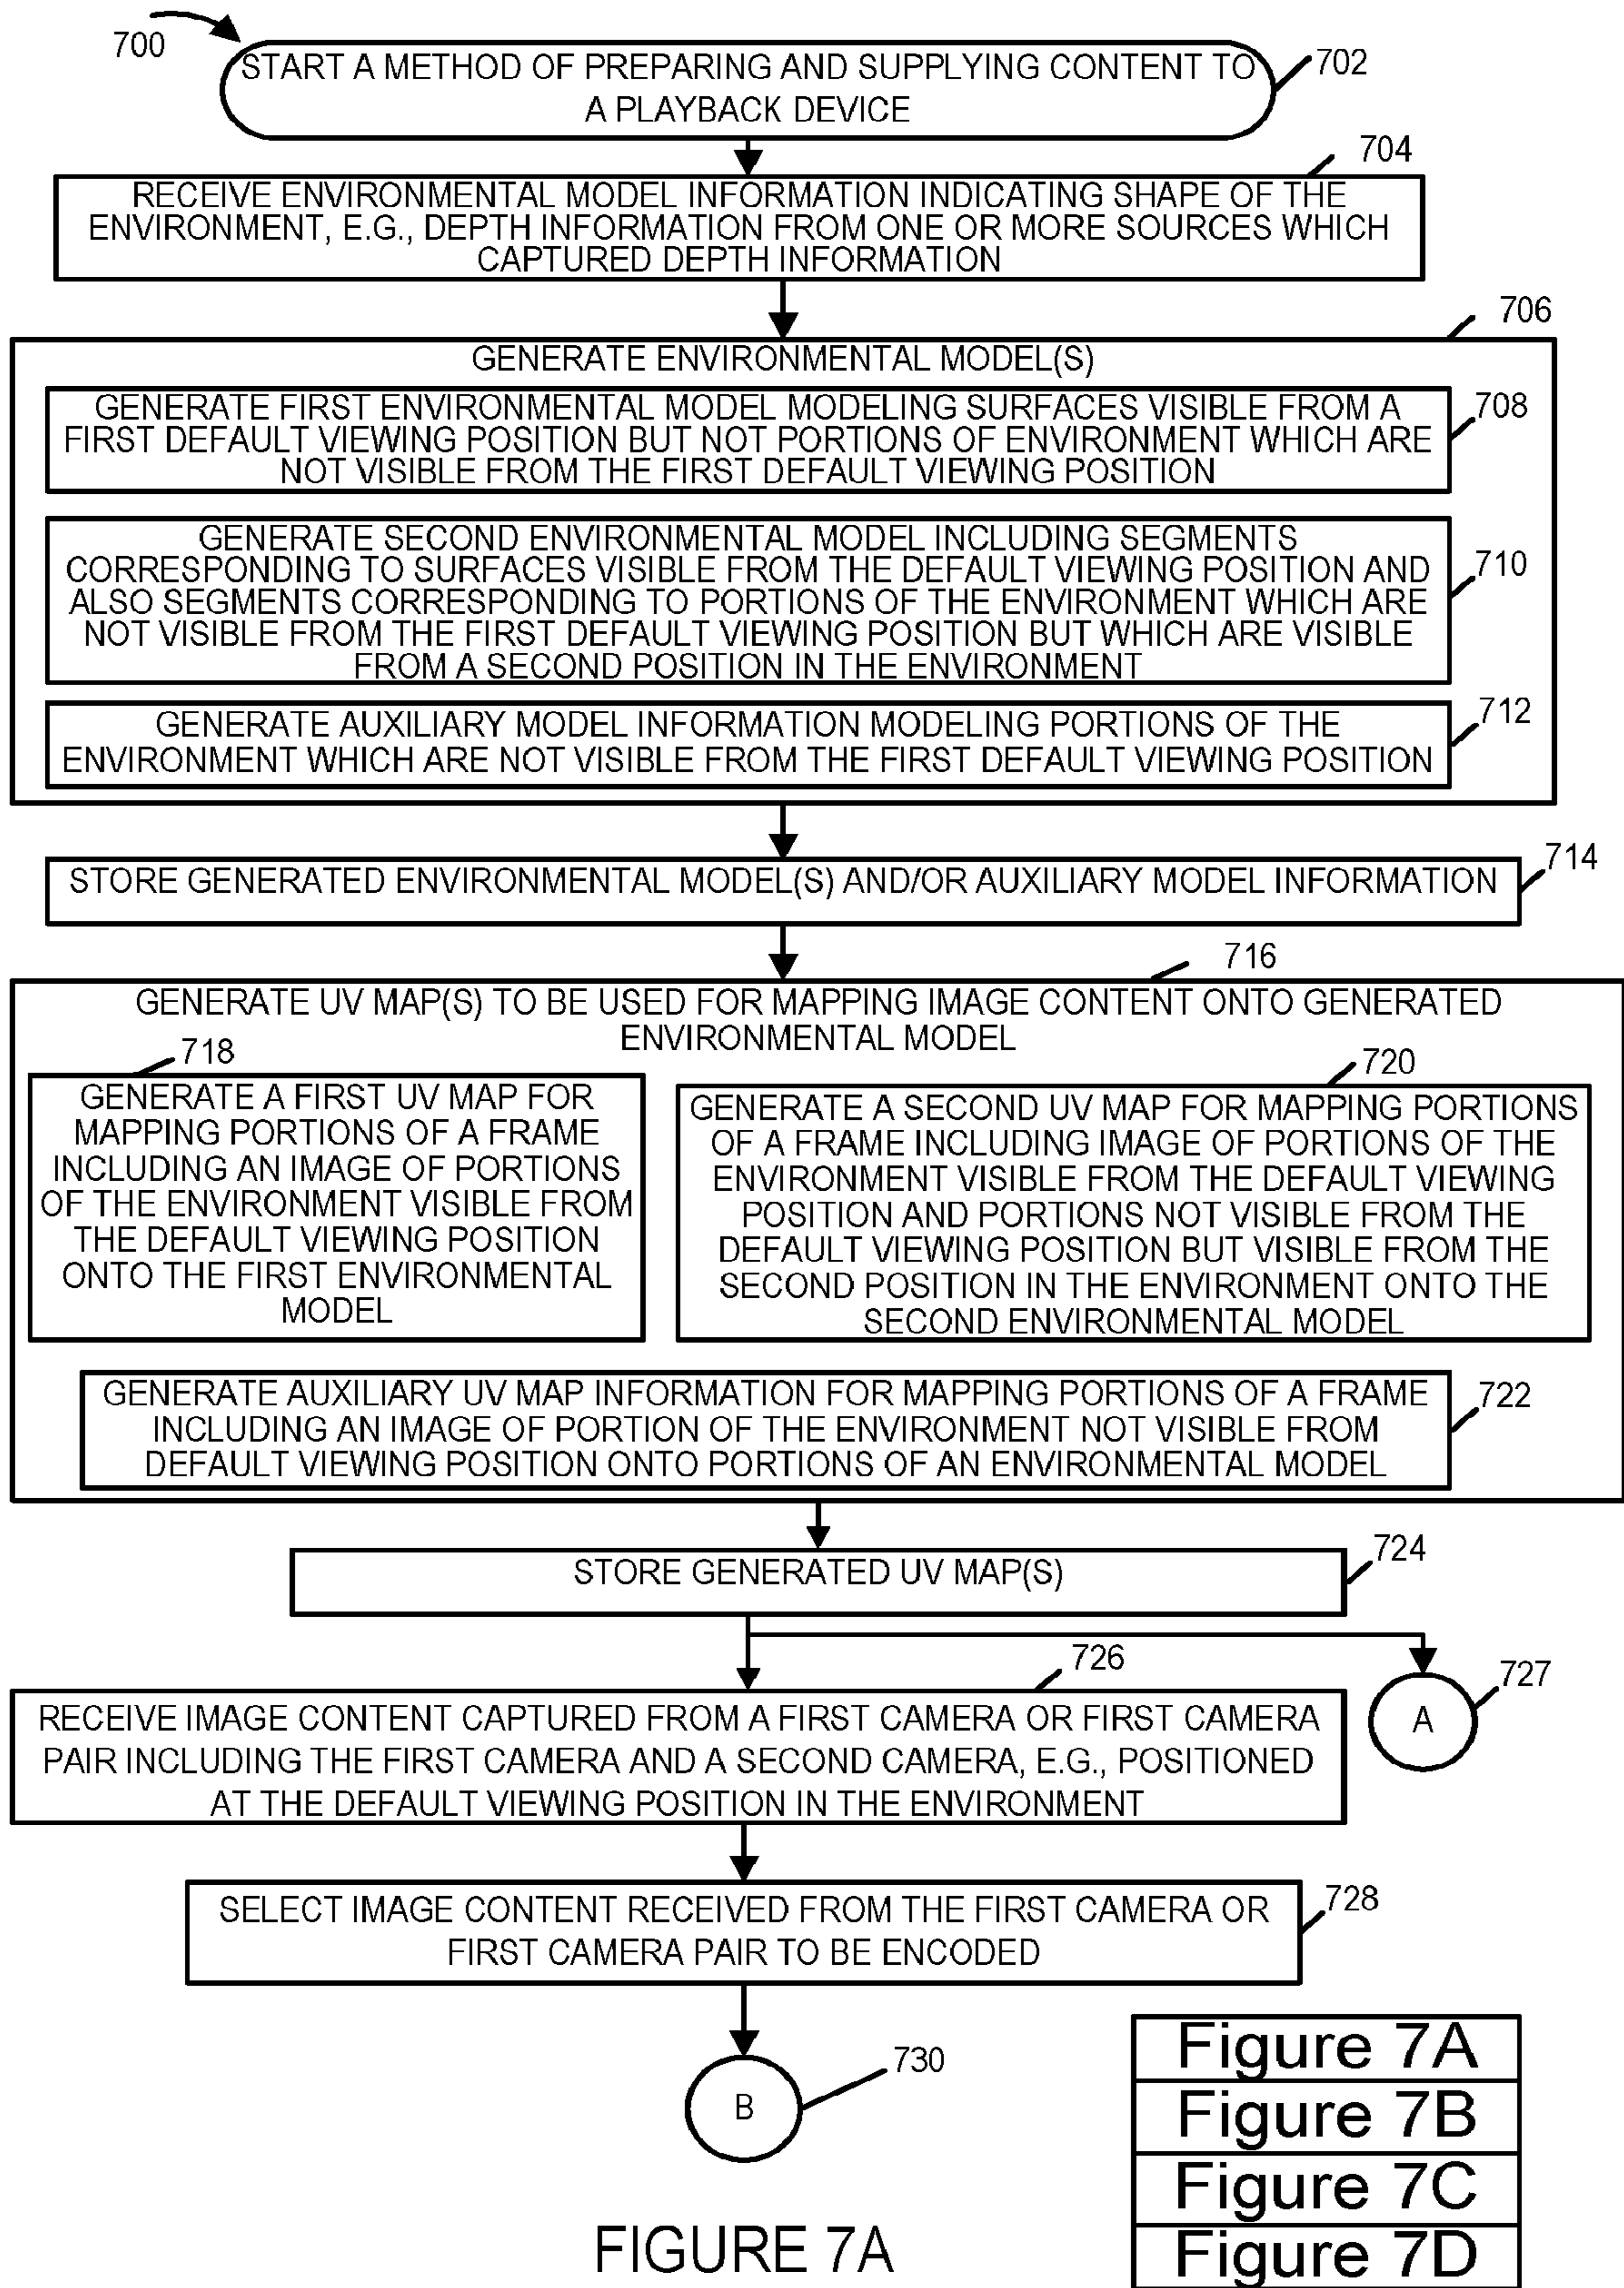 700
START A METHOD OF PREPARING AND SUPPLYING CONTENT TO
A PLAYBACK DEVICE
702
704
RECEIVE ENVIRONMENTAL MODEL INFORMATION INDICATING SHAPE OF THE
ENVIRONMENT, E.G., DEPTH INFORMATION FROM ONE OR MORE SOURCES WHICH
CAPTURED DEPTH INFORMATION
706
GENERATE ENVIRONMENTAL MODEL(S)
GENERATE FIRST ENVIRONMENTAL MODEL MODELING SURFACES VISIBLE FROM A
FIRST DEFAULT VIEWING POSITION BUT NOT PORTIONS OF ENVIRONMENT WHICH ARE
NOT VISIBLE FROM THE FIRST DEFAULT VIEWING POSITION
708
GENERATE SECOND ENVIRONMENTAL MODEL INCLUDING SEGMENTS
CORRESPONDING TO SURFACES VISIBLE FROM THE DEFAULT VIEWING POSITION AND
ALSO SEGMENTS CORRESPONDING TO PORTIONS OF THE ENVIRONMENT WHICH ARE
NOT VISIBLE FROM THE FIRST DEFAULT VIEWING POSITION BUT WHICH ARE VISIBLE
FROM A SECOND POSITION IN THE ENVIRONMENT
710
GENERATE AUXILIARY MODEL INFORMATION MODELING PORTIONS OF THE
ENVIRONMENT WHICH ARE NOT VISIBLE FROM THE FIRST DEFAULT VIEWING POSITION
712
STORE GENERATED ENVIRONMENTAL MODEL(S) AND/OR AUXILIARY MODEL INFORMATION
714
716
GENERATE UV MAP(S) TO BE USED FOR MAPPING IMAGE CONTENT ONTO GENERATED
ENVIRONMENTAL MODEL
718
GENERATE A FIRST UV MAP FOR
MAPPING PORTIONS OF A FRAME
INCLUDING AN IMAGE OF PORTIONS
OF THE ENVIRONMENT VISIBLE FROM
THE DEFAULT VIEWING POSITION
ONTO THE FIRST ENVIRONMENTAL
MODEL
720
GENERATE A SECOND UV MAP FOR MAPPING PORTIONS
OF A FRAME INCLUDING IMAGE OF PORTIONS OF THE
ENVIRONMENT VISIBLE FROM THE DEFAULT VIEWING
POSITION AND PORTIONS NOT VISIBLE FROM THE
DEFAULT VIEWING POSITION BUT VISIBLE FROM THE
SECOND POSITION IN THE ENVIRONMENT ONTO THE
SECOND ENVIRONMENTAL MODEL
GENERATE AUXILIARY UV MAP INFORMATION FOR MAPPING PORTIONS OF A FRAME
INCLUDING AN IMAGE OF PORTION OF THE ENVIRONMENT NOT VISIBLE FROM
DEFAULT VIEWING POSITION ONTO PORTIONS OF AN ENVIRONMENTAL MODEL
722
STORE GENERATED UV MAP(S)
724
726
RECEIVE IMAGE CONTENT CAPTURED FROM A FIRST CAMERA OR FIRST CAMERA
PAIR INCLUDING THE FIRST CAMERA AND A SECOND CAMERA, E.G., POSITIONED
AT THE DEFAULT VIEWING POSITION IN THE ENVIRONMENT
A
727
SELECT IMAGE CONTENT RECEIVED FROM THE FIRST CAMERA OR
FIRST CAMERA PAIR TO BE ENCODED
728
B
730
Figure 7A
Figure 7B
Figure 7C
Figure 7D
FIGURE 7A